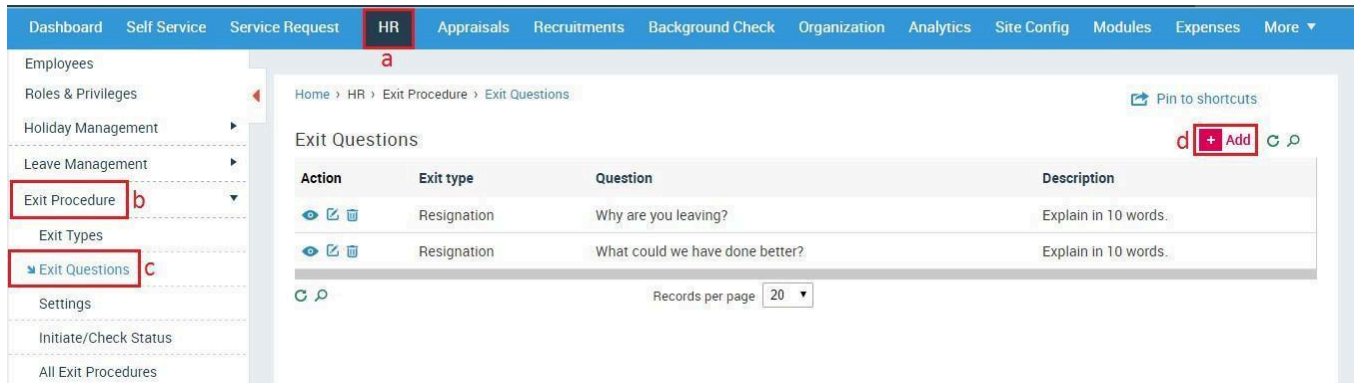 Dashboard Self Service Service Request HR Appraisals Recruitments Background Check Organization Analytics Site Config Modules Expenses More
a
Employees
Roles & Privileges
Holiday Management
Leave Management
Exit Procedure b
Exit Types
Exit Questions c
Settings
Initiate/Check Status
All Exit Procedures
Home › HR › Exit Procedure › Exit Questions
Pin to shortcuts
Exit Questions
d + Add
Action Exit type Question Description
Resignation Why are you leaving? Explain in 10 words.
Resignation What could we have done better? Explain in 10 words.
Records per page 20